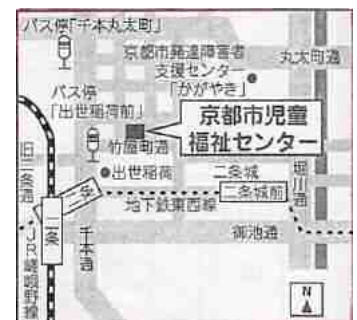 バス停「千本丸太町」
京都市発達障害者
支援センター
「かがやき」
丸太町通
バス停
「出世稲荷前」
京都市児童
福祉センター
竹屋町通
出世稲荷
旧二条通
二条
二条城
二条城前
堀川通
地下鉄東西線
御池通
二条
千本通
JR嵯峨野線
N